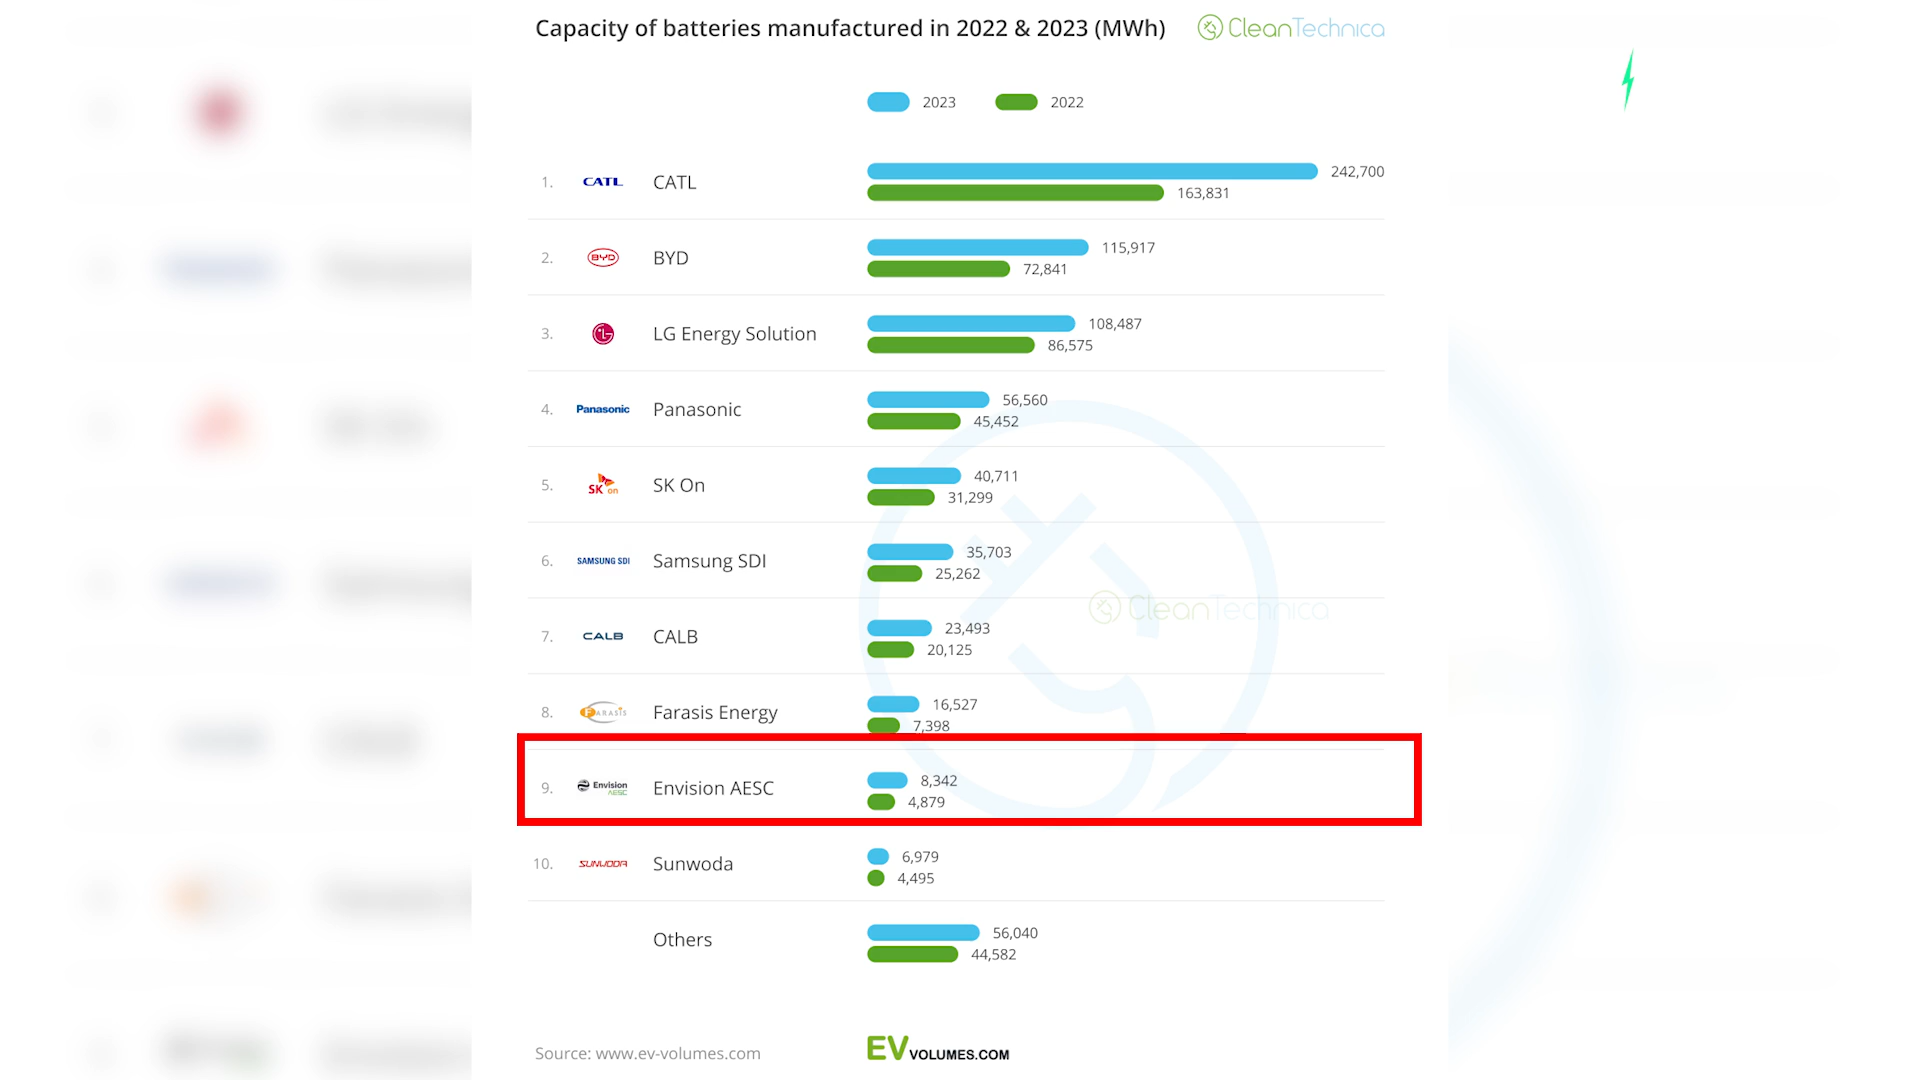 Capacity of batteries manufactured in 2022 & 2023 (MWh)
CleanTechnica
2023 2022
1. CATL CATL 242,700
163,831
2. BYD BYD 115,917
72,841
3. LG LG Energy Solution 108,487
86,575
4. Panasonic Panasonic 56,560
45,452
5. SK on SK On 40,711
31,299
6. SAMSUNG SDI Samsung SDI 35,703
25,262
CleanTechnica
7. CALB CALB 23,493
20,125
8. FARASIS Farasis Energy 16,527
7,398
9. Envision AESC Envision AESC 8,342
4,879
10. SUNWODA Sunwoda 6,979
4,495
Others 56,040
44,582
Source: www.ev-volumes.com
EVVOLUMES.COM